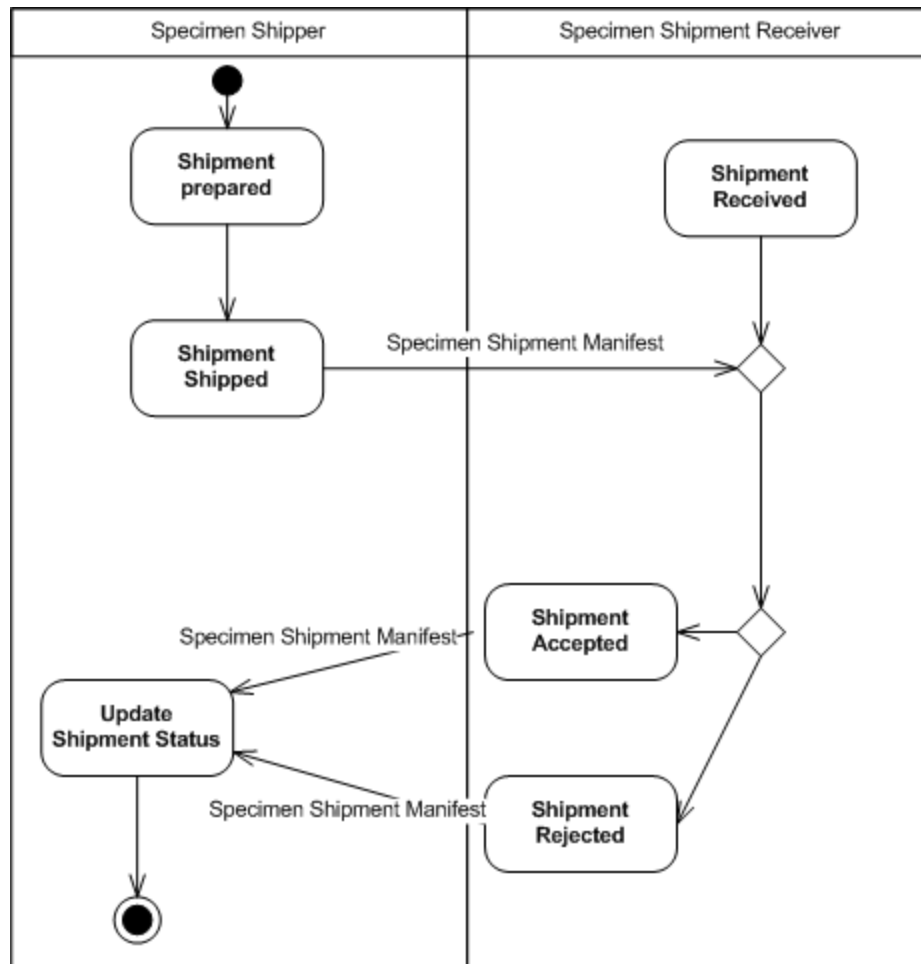 Specimen Shipper
Specimen Shipment Receiver
Shipment
prepared
Shipment
Received
Shipment
Shipped
Specimen Shipment Manifest
Shipment
Accepted
Specimen Shipment Manifest
Update
Shipment Status
Specimen Shipment Manifest
Shipment
Rejected